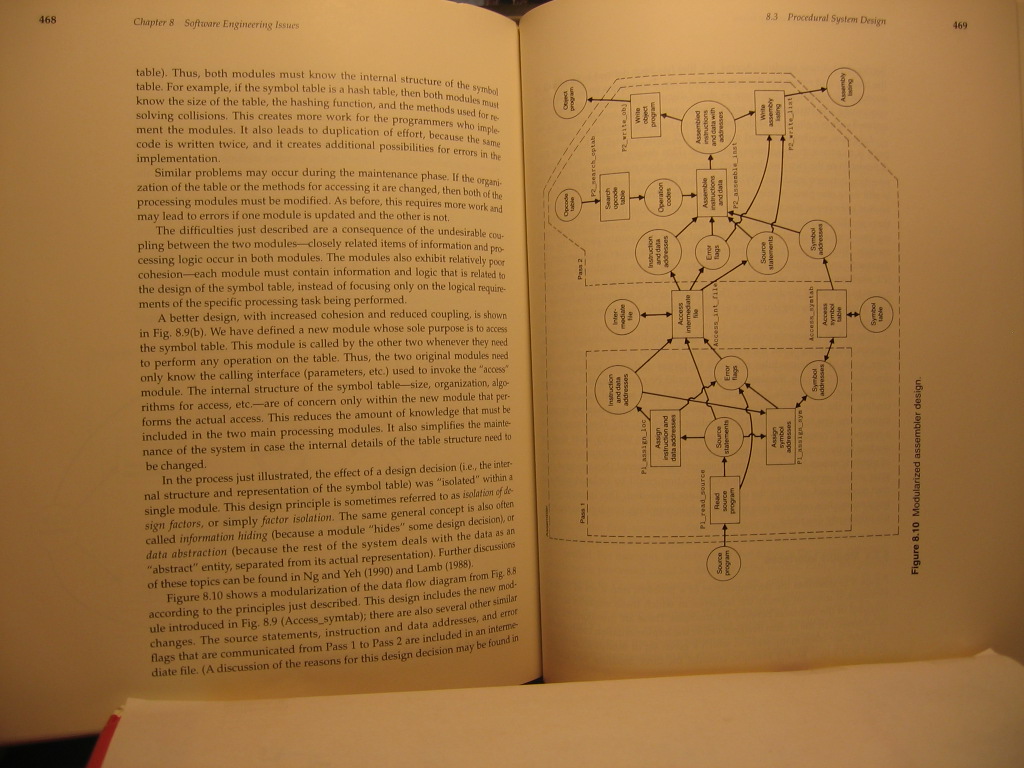 468
Chapter 8 Software Engineering Issues
table). Thus, both modules must know the internal structure of the symbol
table. For example, if the symbol table is a hash table, then both modules must
know the size of the table, the hashing function, and the methods used for re-
solving collisions. This creates more work for the programmers who imple-
ment the modules. It also leads to duplication of effort, because the same
code is written twice, and it creates additional possibilities for errors in the
implementation.
Similar problems may occur during the maintenance phase. If the organi-
zation of the table or the methods for accessing it are changed, then both of the
processing modules must be modified. As before, this requires more work and
may lead to errors if one module is updated and the other is not.
The difficulties just described are a consequence of the undesirable cou-
pling between the two modules—closely related items of information and pro-
cessing logic occur in both modules. The modules also exhibit relatively poor
cohesion—each module must contain information and logic that is related to
the design of the symbol table, instead of focusing only on the logical require-
ments of the specific processing task being performed.
A better design, with increased cohesion and reduced coupling, is shown
in Fig. 8.9(b). We have defined a new module whose sole purpose is to access
the symbol table. This module is called by the other two whenever they need
to perform any operation on the table. Thus, the two original modules need
only know the calling interface (parameters, etc.) used to invoke the "access"
module. The internal structure of the symbol table—size, organization, algo-
rithms for access, etc.—are of concern only within the new module that per-
forms the actual access. This reduces the amount of knowledge that must be
included in the two main processing modules. It also simplifies the mainte-
nance of the system in case the internal details of the table structure need to
be changed.
In the process just illustrated, the effect of a design decision (i.e., the inter-
nal structure and representation of the symbol table) was "isolated" within a
single module. This design principle is sometimes referred to as isolation of de-
sign factors, or simply factor isolation. The same general concept is also often
called information hiding (because a module "hides" some design decision), or
data abstraction (because the rest of the system deals with the data as an
"abstract" entity, separated from its actual representation). Further discussions
of these topics can be found in Ng and Yeh (1990) and Lamb (1988).
Figure 8.10 shows a modularization of the data flow diagram from Fig. 8.8
according to the principles just described. This design includes the new mod-
ule introduced in Fig. 8.9 (Access_symtab); there are also several other similar
changes. The source statements, instruction and data addresses, and error
flags that are communicated from Pass 1 to Pass 2 are included in an interme-
diate file. (A discussion of the reasons for this design decision may be found in
8.3 Procedural System Design
469
Source
program
Pass 1
P1_read_source
Read
source
program
Source
statements
P1_assign_loc
Assign
instruction and
data addresses
Instruction
and data
addresses
Error
flags
Assign
symbol
addresses
P1_assign_sym
Symbol
addresses
Inter-
mediate
file
Access
intermediate
file
Access_int_file
Access_symtab
Access
symbol
table
Symbol
table
Pass 2
Instruction
and data
addresses
Error
flags
Source
statements
Symbol
addresses
Opcode
table
P2_search_optab
Search
opcode
table
Operation
codes
Assemble
instructions
and data
P2_assemble_inst
Assembled
instructions
and data with
addresses
Object
program
P2_write_obj
Write
object
program
Write
assembly
listing
P2_write_list
Assembly
listing
Figure 8.10 Modularized assembler design.